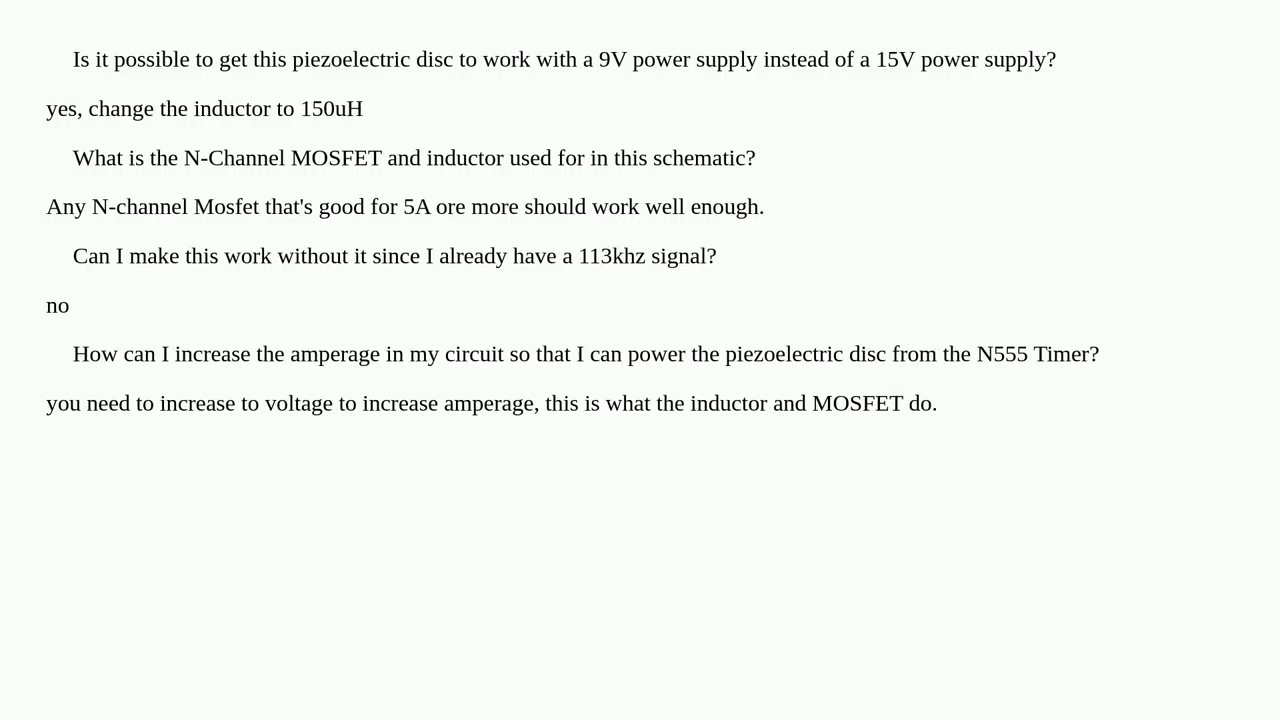 Is it possible to get this piezoelectric disc to work with a 9V power supply instead of a 15V power supply?
yes, change the inductor to 150uH
What is the N-Channel MOSFET and inductor used for in this schematic?
Any N-channel Mosfet that's good for 5A ore more should work well enough.
Can I make this work without it since I already have a 113khz signal?
no
How can I increase the amperage in my circuit so that I can power the piezoelectric disc from the N555 Timer?
you need to increase to voltage to increase amperage, this is what the inductor and MOSFET do.